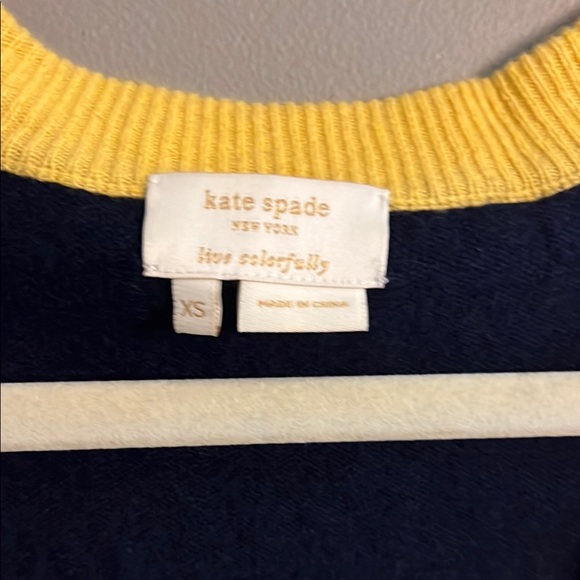 kate spade
NEW YORK
live colorfully
XS
MADE IN CHINA